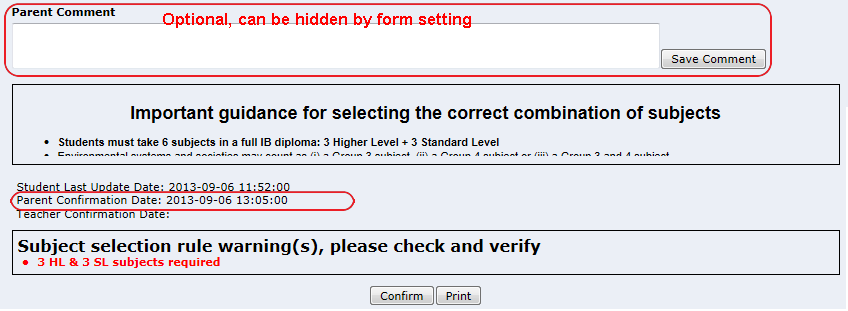 Parent Comment
Optional, can be hidden by form setting
Save Comment
Important guidance for selecting the correct combination of subjects
• Students must take 6 subjects in a full IB diploma: 3 Higher Level + 3 Standard Level
• Environmental systems and societies may count as (i) a Group 3 subject, (ii) a Group 4 subject or (iii) a Group 3 and 4 subject
Student Last Update Date: 2013-09-06 11:52:00
Parent Confirmation Date: 2013-09-06 13:05:00
Teacher Confirmation Date:
Subject selection rule warning(s), please check and verify
• 3 HL & 3 SL subjects required
Confirm Print